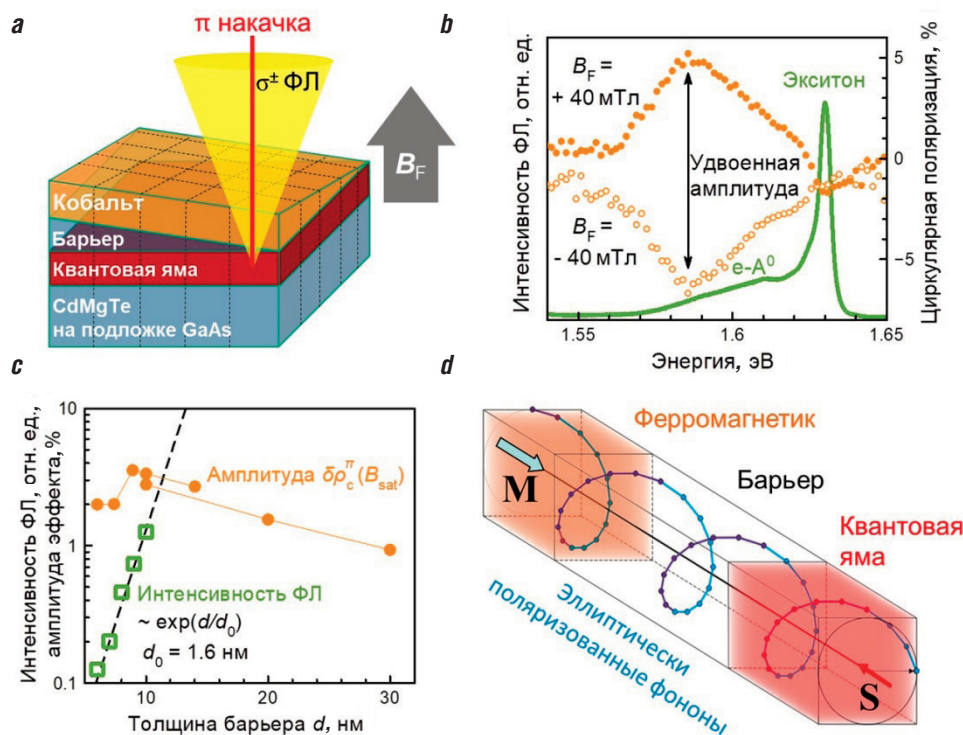 a
π накачка
σ± ФЛ
B_F
Кобальт
Барьер
Квантовая яма
CdMgTe
на подложке GaAs
b
Интенсивность ФЛ, отн. ед.
B_F =
+ 40 мТл
Удвоенная
амплитуда
B_F =
- 40 мТл
e-A⁰
Экситон
5
0
−5
Циркулярная поляризация, %
1.55
1.6
1.65
Энергия, эВ
c
Интенсивность ФЛ, отн. ед.,
амплитуда эффекта, %
10
1
0.1
Амплитуда δρ_c^π(B_sat)
Интенсивность ФЛ
~ exp(d/d₀)
d₀ = 1.6 нм
0
10
20
30
Толщина барьера d, нм
d
Ферромагнетик
M
Барьер
Квантовая
яма
Эллиптически
поляризованные фононы
S